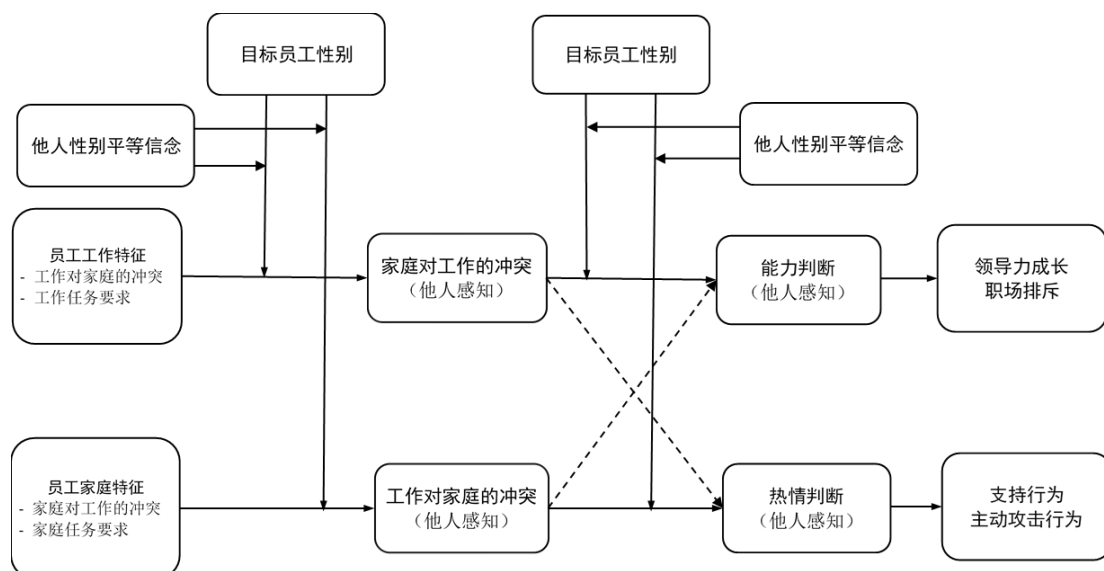 目标员工性别
目标员工性别
他人性别平等信念
他人性别平等信念
员工工作特征
- 工作对家庭的冲突
- 工作任务要求
家庭对工作的冲突
（他人感知）
能力判断
（他人感知）
领导力成长
职场排斥
员工家庭特征
- 家庭对工作的冲突
- 家庭任务要求
工作对家庭的冲突
（他人感知）
热情判断
（他人感知）
支持行为
主动攻击行为